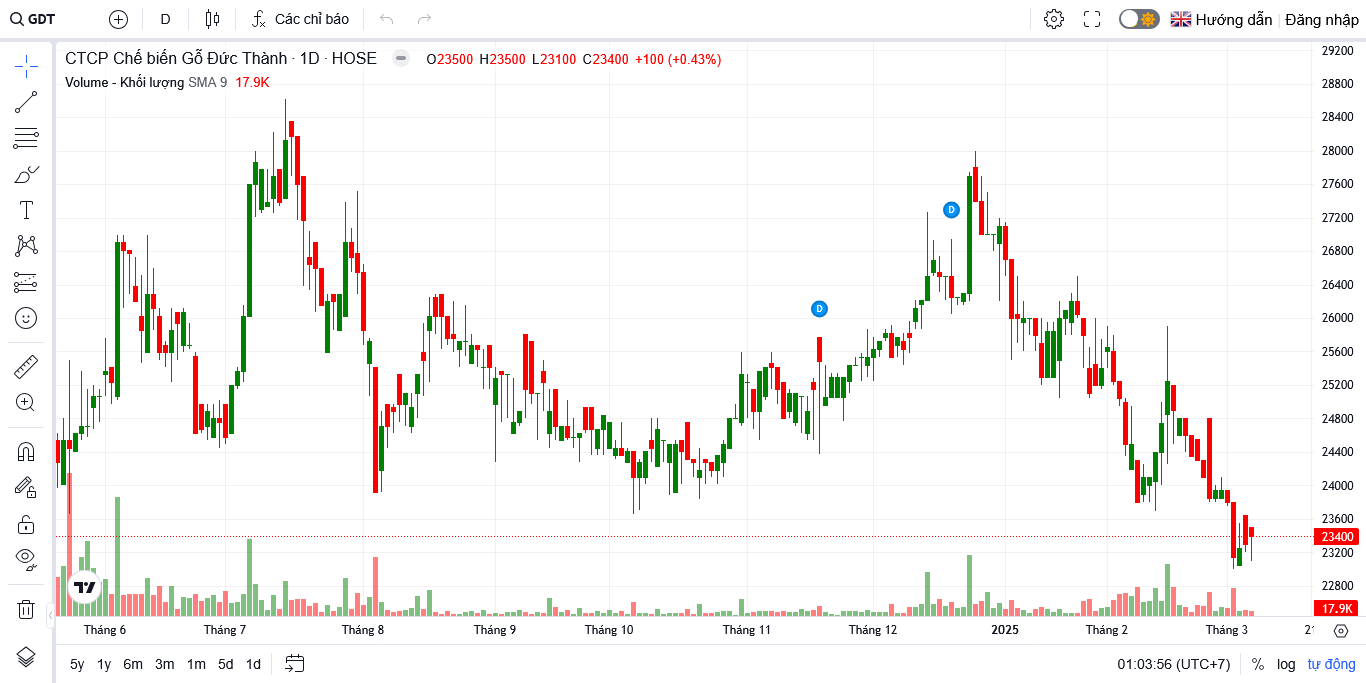 GDT D Các chỉ báo Hướng dẫn Đăng nhập
CTCP Chế biến Gỗ Đức Thành · 1D · HOSE O23500 H23500 L23100 C23400 +100 (+0.43%)
Volume - Khối lượng SMA 9 17.9K
29200
28800
28400
28000
27600
27200
26800
26400
26000
25600
25200
24800
24400
24000
23600
23400
23200
22800
17.9K
D
D
Tháng 6 Tháng 7 Tháng 8 Tháng 9 Tháng 10 Tháng 11 Tháng 12 2025 Tháng 2 Tháng 3
5y 1y 6m 3m 1m 5d 1d 01:03:56 (UTC+7) % log tự động